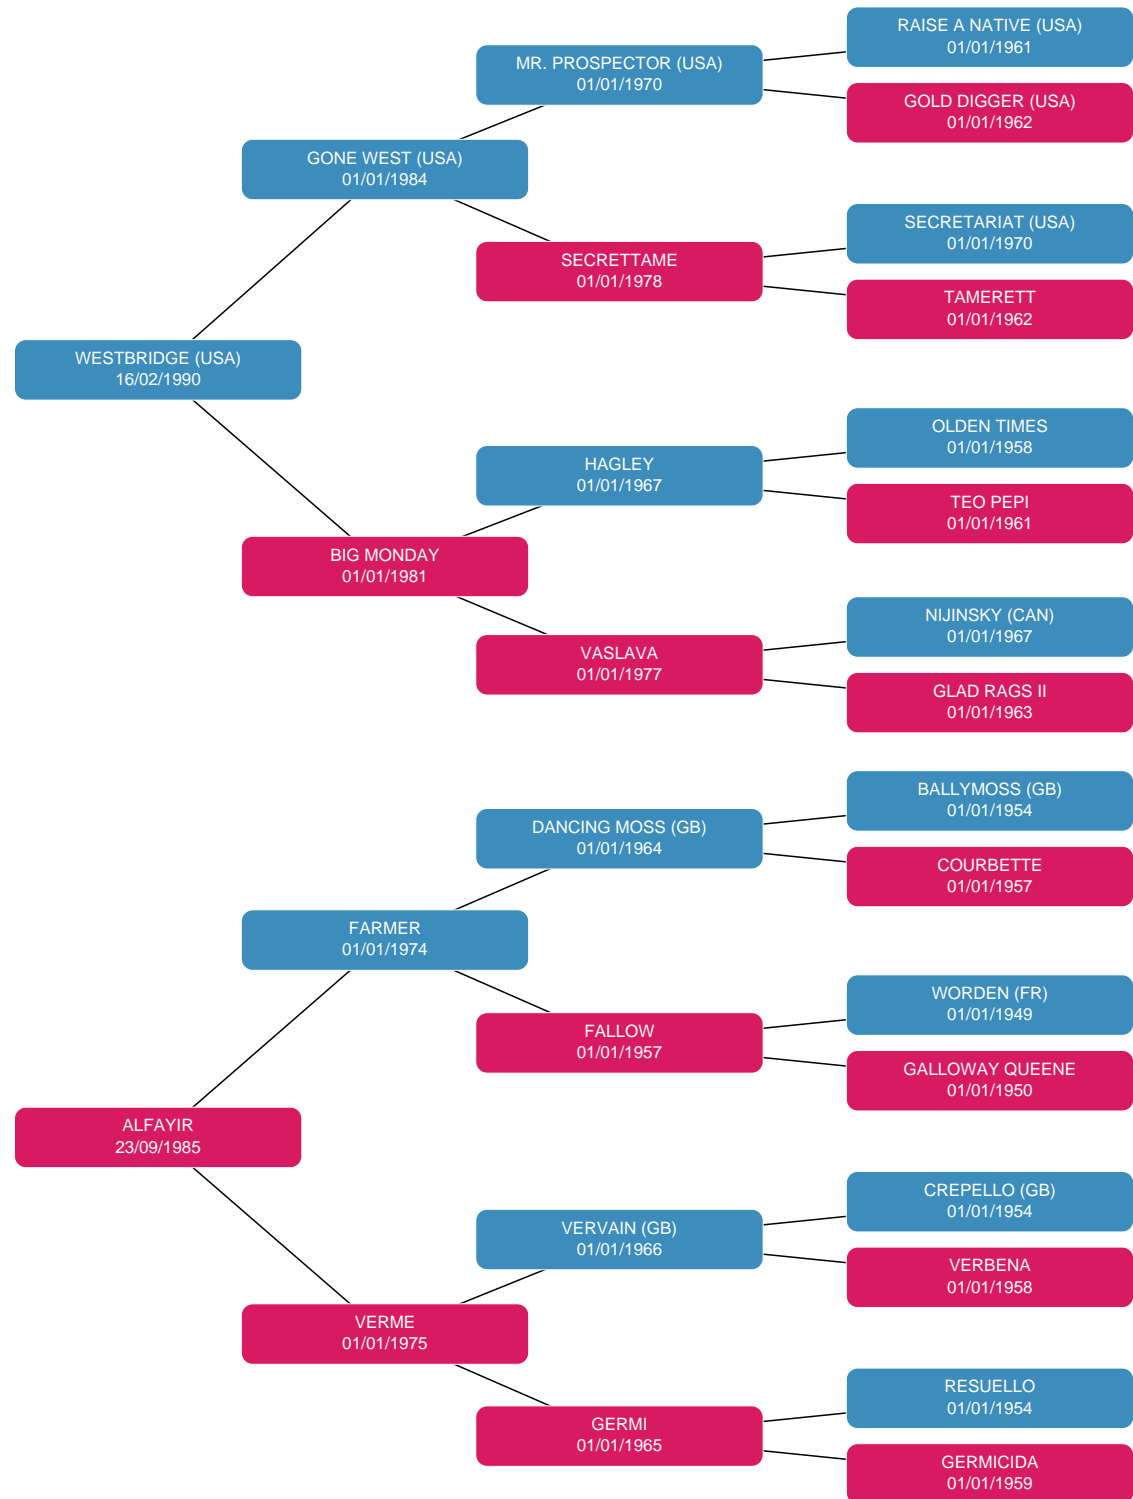 RAISE A NATIVE (USA)
01/01/1961
MR. PROSPECTOR (USA)
01/01/1970
GOLD DIGGER (USA)
01/01/1962
GONE WEST (USA)
01/01/1984
SECRETARIAT (USA)
01/01/1970
SECRETTAME
01/01/1978
TAMERETT
01/01/1962
WESTBRIDGE (USA)
16/02/1990
OLDEN TIMES
01/01/1958
HAGLEY
01/01/1967
TEO PEPI
01/01/1961
BIG MONDAY
01/01/1981
NIJINSKY (CAN)
01/01/1967
VASLAVA
01/01/1977
GLAD RAGS II
01/01/1963
BALLYMOSS (GB)
01/01/1954
DANCING MOSS (GB)
01/01/1964
COURBETTE
01/01/1957
FARMER
01/01/1974
WORDEN (FR)
01/01/1949
FALLOW
01/01/1957
GALLOWAY QUEENE
01/01/1950
ALFAYIR
23/09/1985
CREPELLO (GB)
01/01/1954
VERVAIN (GB)
01/01/1966
VERBENA
01/01/1958
VERME
01/01/1975
RESUELLO
01/01/1954
GERMI
01/01/1965
GERMICIDA
01/01/1959